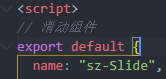 <script>
// 滑动组件
export default {
name: "sz-Slide",